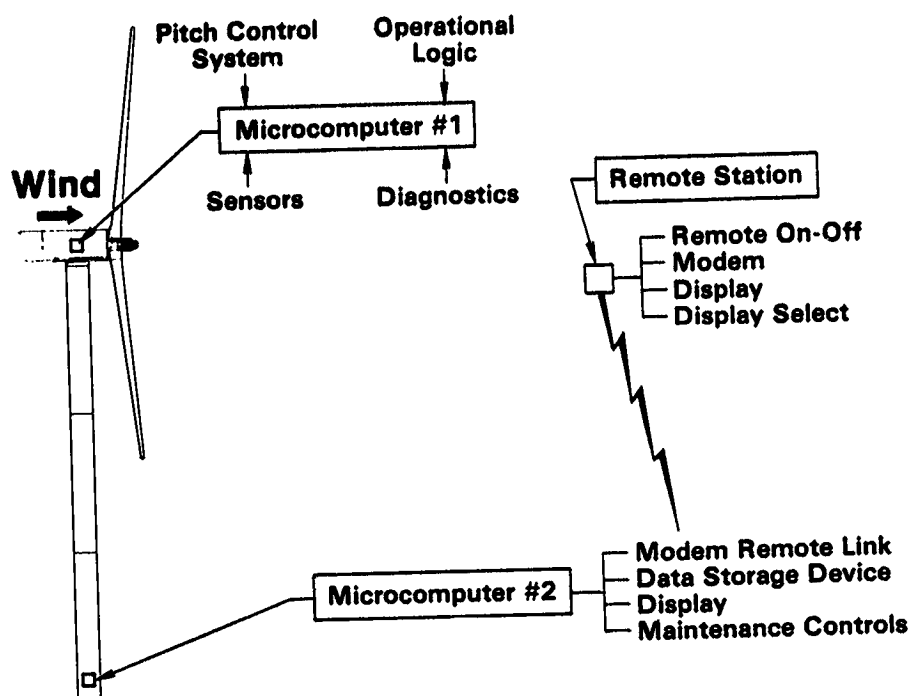 Pitch Control
System
Operational
Logic
Microcomputer #1
Sensors
Diagnostics
Wind
Remote Station
Remote On-Off
Modem
Display
Display Select
Modem Remote Link
Data Storage Device
Display
Maintenance Controls
Microcomputer #2